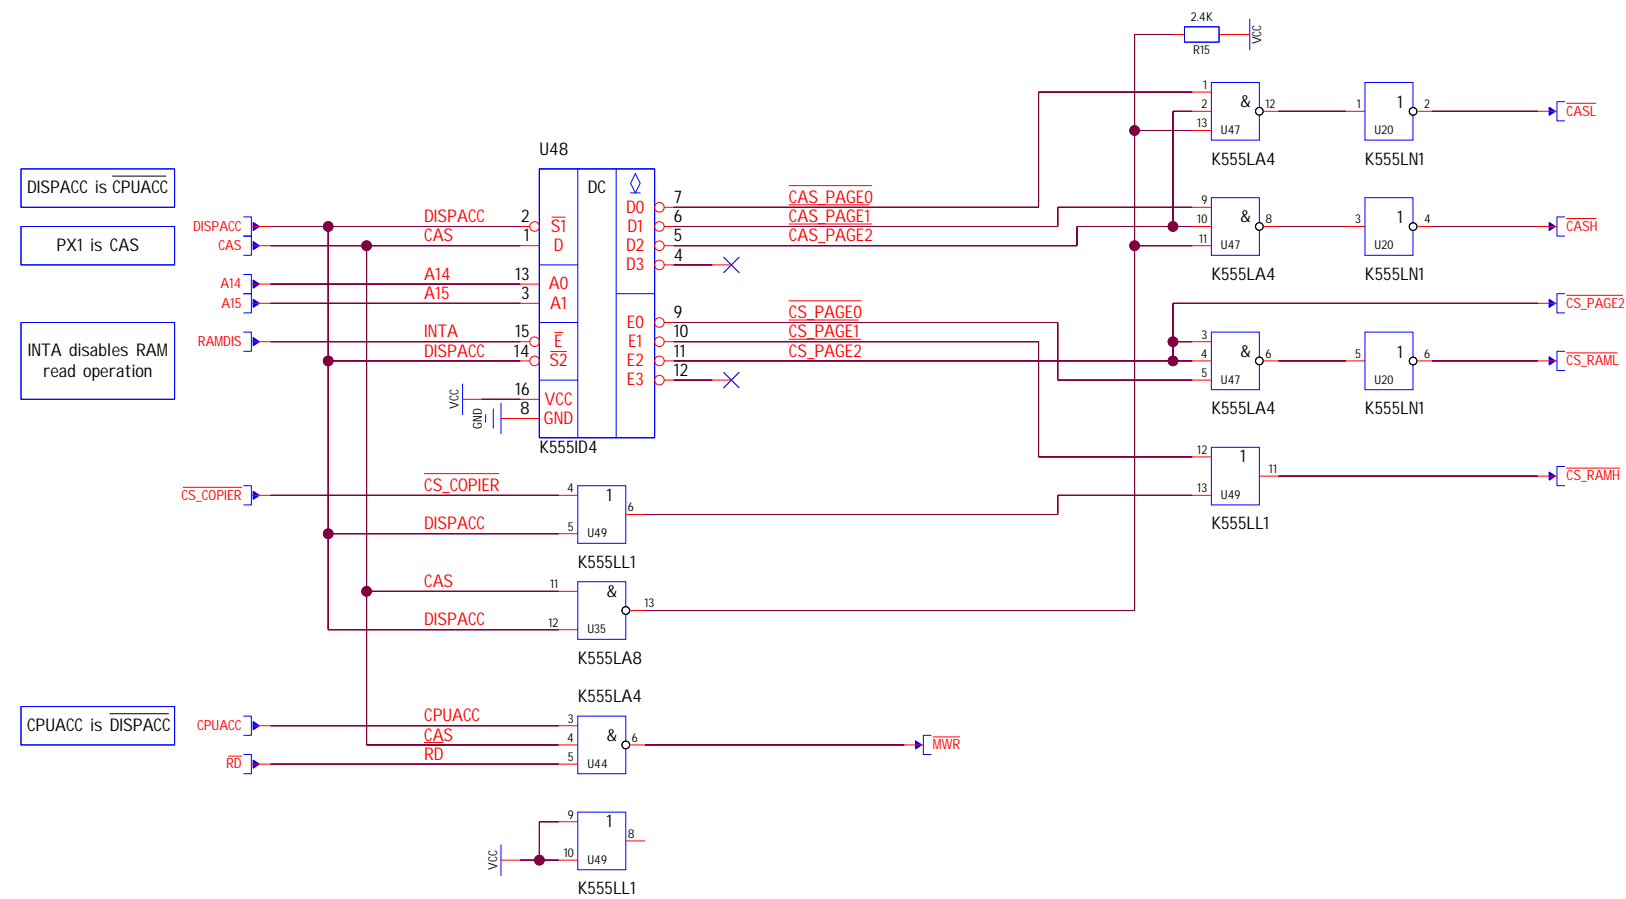 2.4K
VCC
R15
1
2
13
&
12
U47
K555LA4
1
1
2
U20
K555LN1
CASL
U48
DISPACC is CPUACC
DISPACC
CAS
PX1 is CAS
A14
A15
INTA disables RAM
read operation
RAMDIS
DISPACC
CAS
A14
A15
INTA
DISPACC
2
1
13
3
15
14
16
8
VCC
GND
S1
D
A0
A1
E
S2
VCC
GND
DC
D0
D1
D2
D3
E0
E1
E2
E3
K555ID4
7
6
5
4
9
10
11
12
CAS_PAGE0
CAS_PAGE1
CAS_PAGE2
CS_PAGE0
CS_PAGE1
CS_PAGE2
9
10
11
&
8
U47
K555LA4
3
1
4
U20
K555LN1
CASH
CS_PAGE2
3
4
5
&
6
U47
K555LA4
5
1
6
U20
K555LN1
CS_RAML
12
13
1
11
U49
K555LL1
CS_RAMH
CS_COPIER
CS_COPIER
DISPACC
4
5
1
6
U49
K555LL1
CAS
DISPACC
11
12
&
13
U35
K555LA8
K555LA4
CPUACC is DISPACC
CPUACC
RD
CPUACC
CAS
RD
3
4
5
&
6
U44
MWR
VCC
9
10
1
8
U49
K555LL1